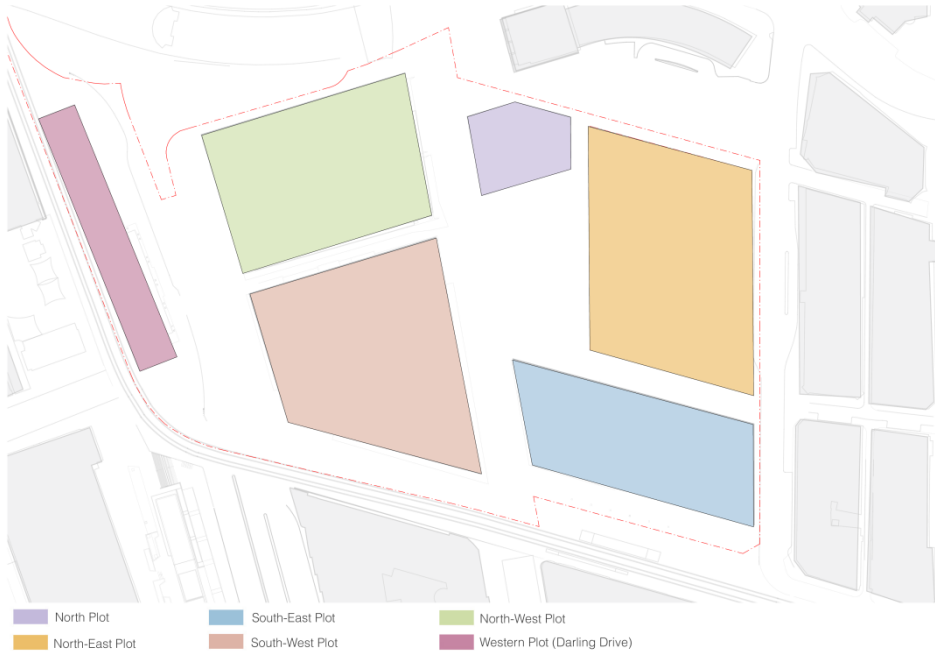 North Plot
South-East Plot
North-West Plot
North-East Plot
South-West Plot
Western Plot (Darling Drive)